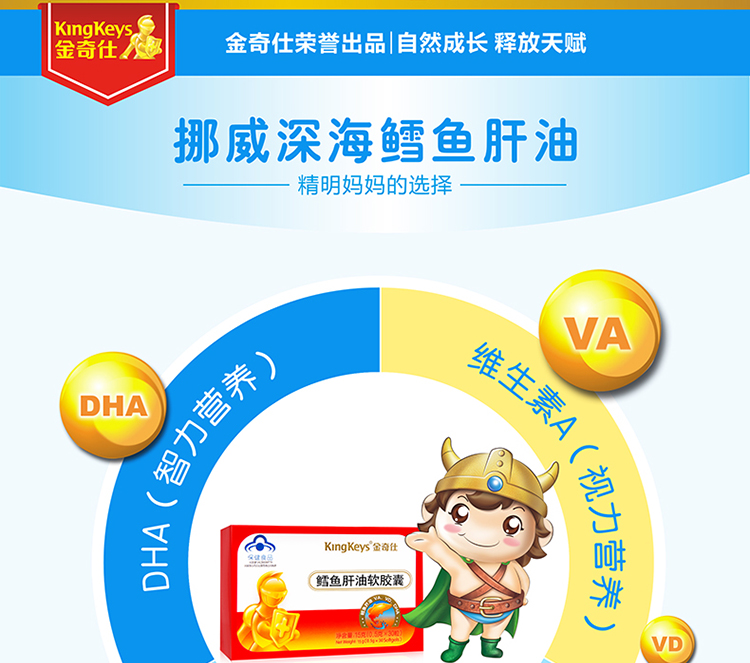 KingKeys
金奇仕
金奇仕荣誉出品|自然成长 释放天赋
挪威深海鳕鱼肝油
精明妈妈的选择
VA
DHA
DHA（智力营养）
维生素A（视力营养）
KingKeys®金奇仕
保健食品
鳕鱼肝油软胶囊
VD